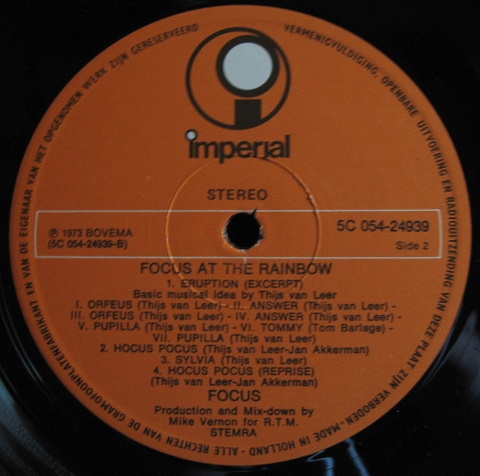 ALLE RECHTEN VAN DE GRAMOFOONPLATENFABRIKANT EN VAN DE EIGENAAR VAN HET OPGENOMEN WERK ZIJN GERESERVEERD
VERMENIGVULDIGING, OPENBARE UITVOERING EN RADIOUITZENDING VAN DEZE PLAAT ZIJN VERBODEN-MADE IN HOLLAND -
imperial
STEREO
℗ 1973 BOVEMA
(5C 054-24939-B)
5C 054-24939
Side 2
FOCUS AT THE RAINBOW
1. ERUPTION (EXCERPT)
Basic musical idea by Thijs van Leer
I. ORFEUS (Thijs van Leer) - II. ANSWER (Thijs van Leer) -
III. ORFEUS (Thijs van Leer) - IV. ANSWER (Thijs van Leer) -
V. PUPILLA (Thijs van Leer) - VI. TOMMY (Tom Barlage) -
VII. PUPILLA (Thijs van Leer)
2. HOCUS POCUS (Thijs van Leer-Jan Akkerman)
3. SYLVIA (Thijs van Leer)
4. HOCUS POCUS (REPRISE)
(Thijs van Leer-Jan Akkerman)
FOCUS
Production and Mix-down by
Mike Vernon for R.T.M.
STEMRA